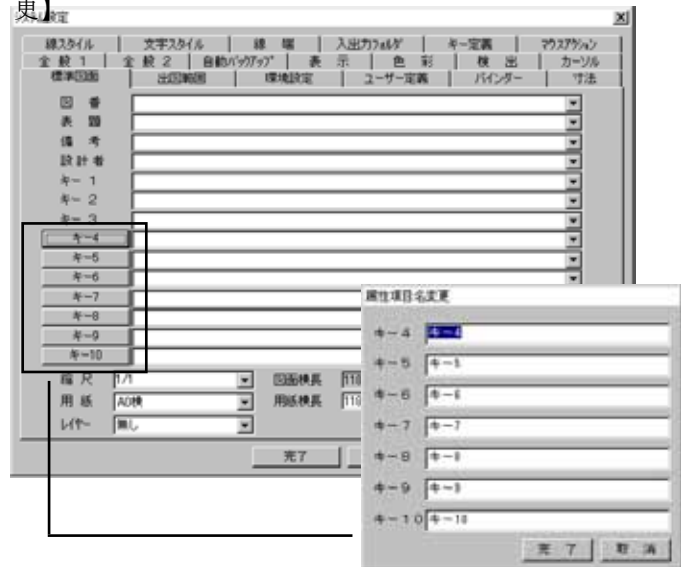 更】
設定
線スタイル 文字スタイル 線 端 入出力フォルダ キー定義 マウスアクション
全 般 1 全 般 2 自動バックアップ 表 示 色 彩 検 出 カーソル
標準図面 出図範囲 環境設定 ユーザー定義 バインダー 寸法
図 番
表 題
備 考
設 計 者
キー 1
キー 2
キー 3
キー4
キー5
キー6
キー7
キー8
キー9
キー10
縮 尺 1/1 図面横長
用 紙 A0横 用紙横長
レイヤー 無し
完了
属性項目名変更
キー4 キー4
キー5 キー5
キー6 キー6
キー7 キー7
キー8 キー8
キー9 キー9
キー10 キー10
完 了 取 消